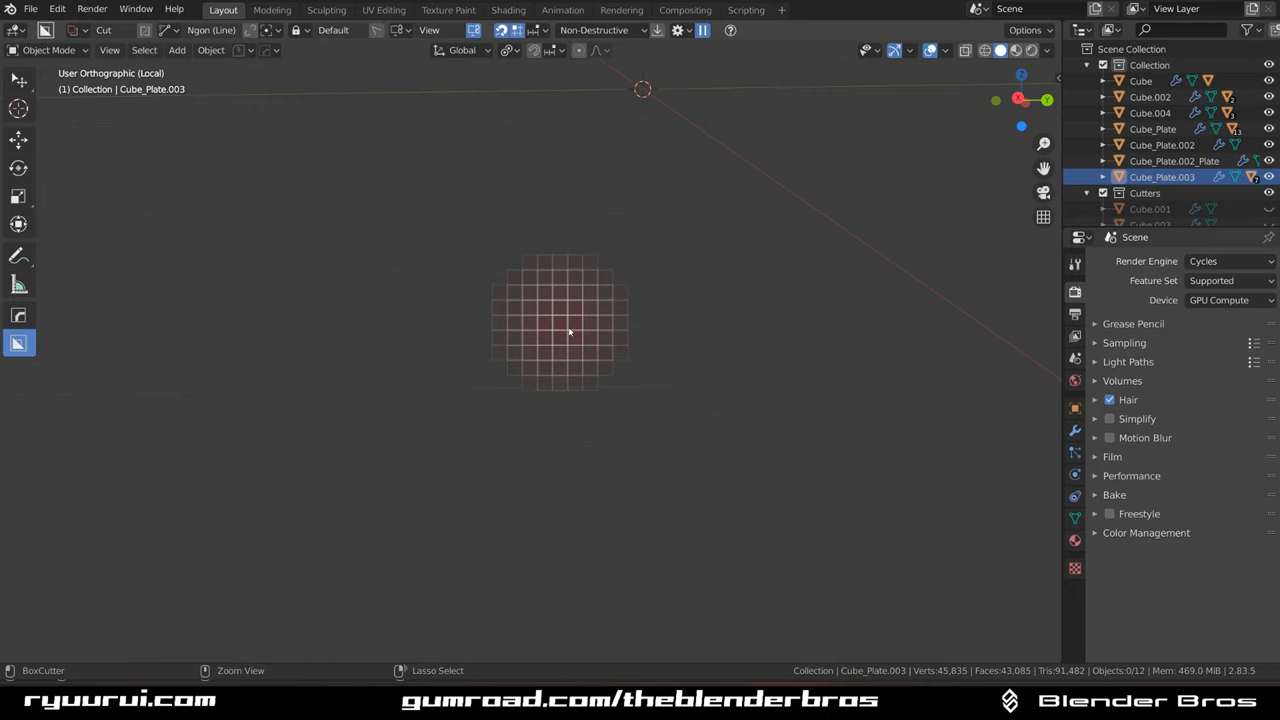 File Edit Render Window Help Layout Modeling Sculpting UV Editing Texture Paint Shading Animation Rendering Compositing Scripting + Scene View Layer
Cut Ngon (Line) Default View Non-Destructive Options
Object Mode View Select Add Object Global
User Orthographic (Local)
(1) Collection | Cube_Plate.003
Z
X
Y
Scene Collection
Collection
Cube
Cube.002 2
Cube.004 3
Cube_Plate 13
Cube_Plate.002
Cube_Plate.002_Plate
Cube_Plate.003 7
Cutters
Cube.001
Scene
Render Engine Cycles
Feature Set Supported
Device GPU Compute
Grease Pencil
Sampling
Light Paths
Volumes
Hair
Simplify
Motion Blur
Film
Performance
Bake
Freestyle
Color Management
BoxCutter Zoom View Lasso Select Collection | Cube_Plate.003 | Verts:45,835 | Faces:43,085 | Tris:91,482 | Objects:0/12 | Mem: 469.0 MiB | 2.83.5
ryuurui.com gumroad.com/theblenderbros Blender Bros